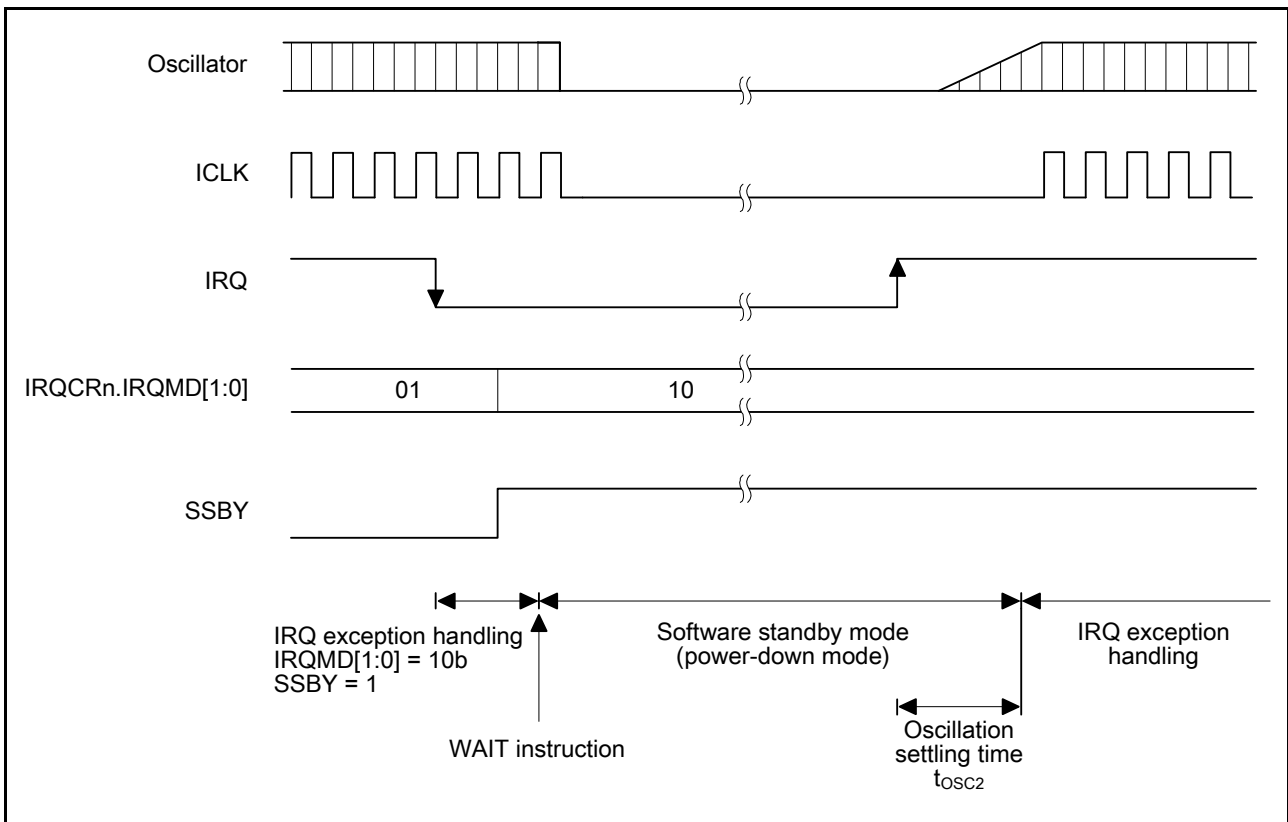 Oscillator
ICLK
IRQ
IRQCRn.IRQMD[1:0]
01
10
SSBY
IRQ exception handling
IRQMD[1:0] = 10b
SSBY = 1
WAIT instruction
Software standby mode
(power-down mode)
Oscillation
settling time
tOSC2
IRQ exception
handling